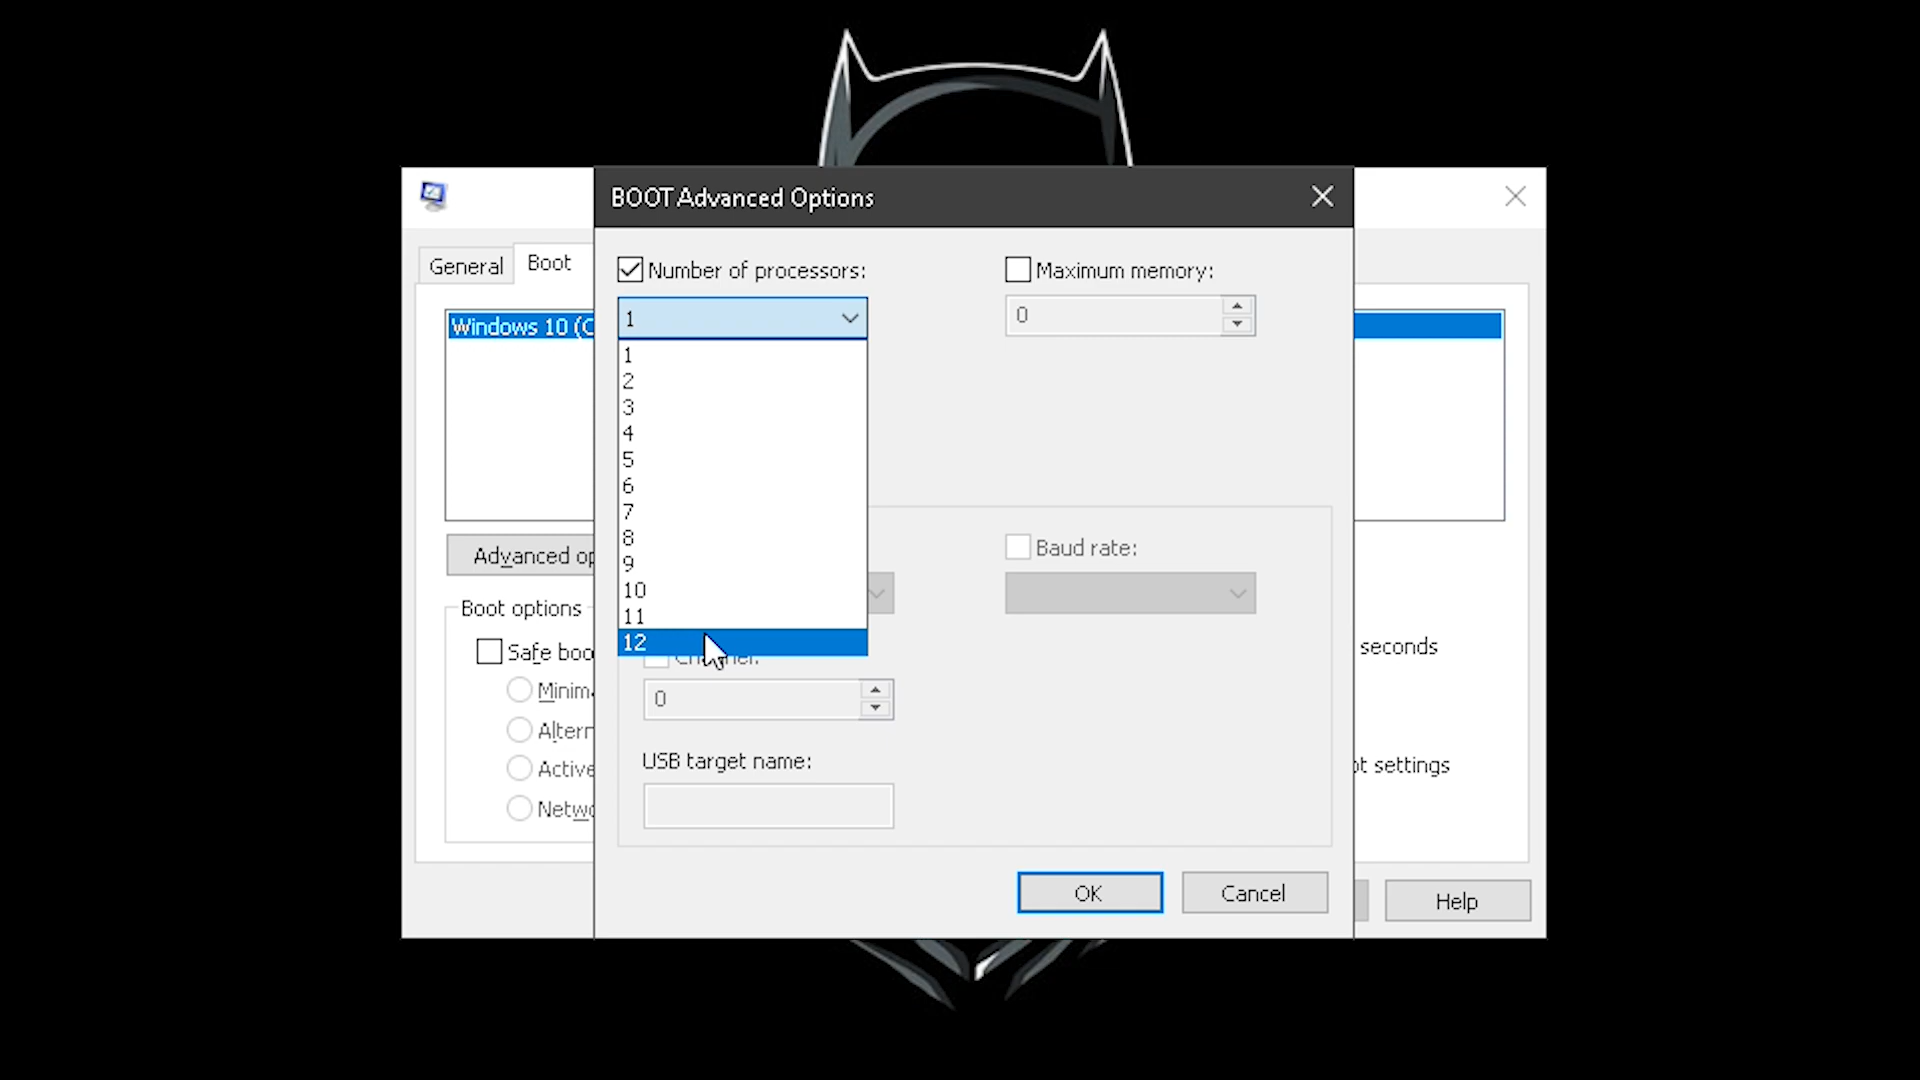 BOOT Advanced Options
General
Boot
Number of processors:
Maximum memory:
1
0
Windows 10 (C
1
2
3
4
5
6
7
8
9
10
11
12
Advanced op
Baud rate:
Boot options
Safe boo
seconds
Minim
0
Altern
USB target name:
Active
ot settings
Netwo
OK
Cancel
Help